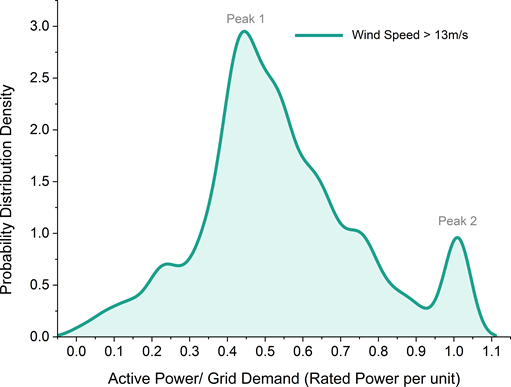 Peak 1
Wind Speed > 13m/s
3.0
2.5
2.0
1.5
1.0
0.5
0.0
Probability Distribution Density
Peak 2
0.0 0.1 0.2 0.3 0.4 0.5 0.6 0.7 0.8 0.9 1.0 1.1
Active Power/ Grid Demand (Rated Power per unit)